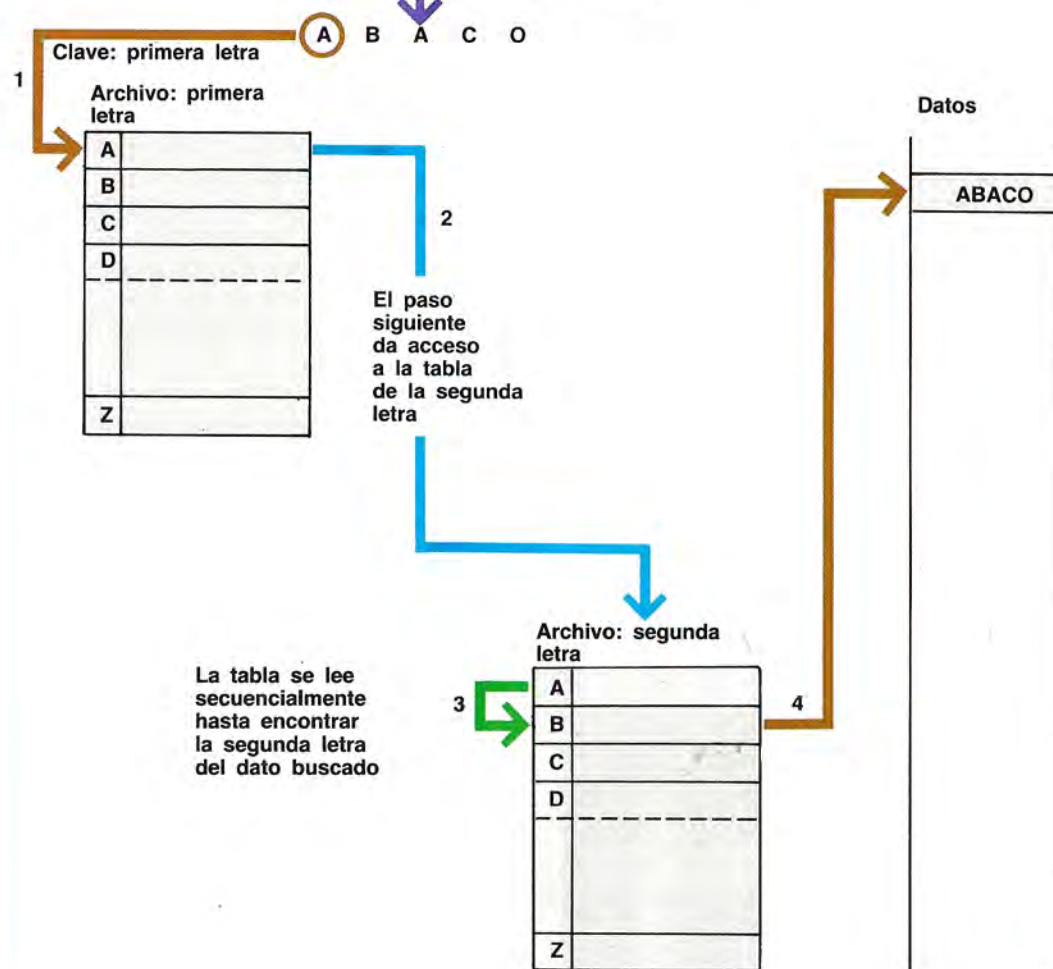 A B A C O
Clave: primera letra
1
Archivo: primera
letra
A
B
C
D
Z
2
El paso
siguiente
da acceso
a la tabla
de la segunda
letra
Datos
ABACO
La tabla se lee
secuencialmente
hasta encontrar
la segunda letra
del dato buscado
3
Archivo: segunda
letra
A
B
C
D
Z
4